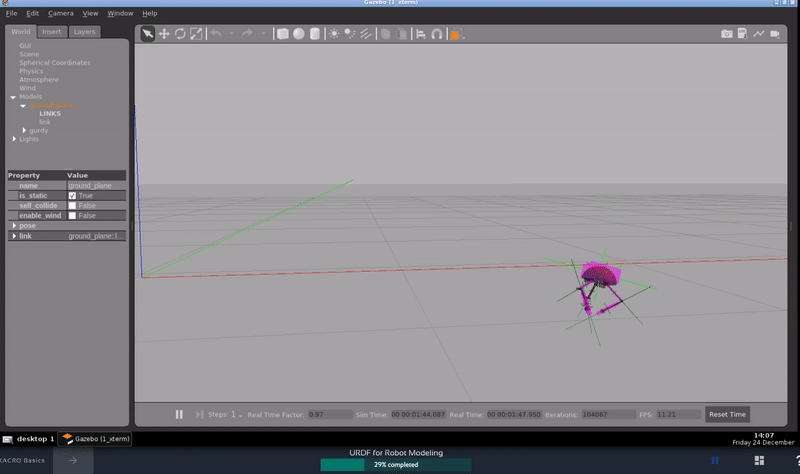 Gazebo (1_xterm)
File Edit Camera View Window Help
World Insert Layers
GUI
Scene
Spherical Coordinates
Physics
Atmosphere
Wind
Models
LINKS
link
gurdy
Lights
Property Value
name ground_plane
is_static True
self_collide False
enable_wind False
pose
link ground_plane::l...
Steps: 1 Real Time Factor: 0.97 Sim Time: 00 00:01:44.087 Real Time: 00 00:01:47.950 Iterations: 104087 FPS: 11.21 Reset Time
desktop 1 Gazebo (1_xterm)
14:07
Friday 24 December
XACRO Basics
URDF for Robot Modeling
29% completed